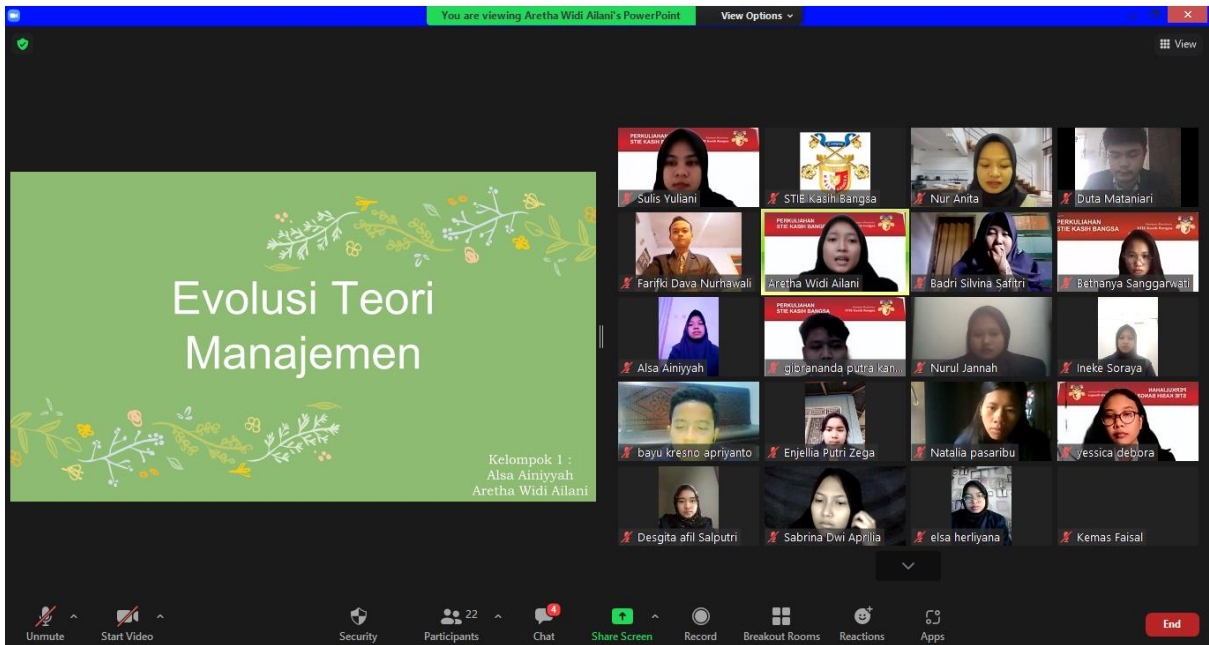 You are viewing Aretha Widi Ailani's PowerPoint
View Options
View
Evolusi Teori
Manajemen
Kelompok 1 :
Alsa Ainiyyah
Aretha Widi Ailani
PERKULIAHAN
Sulis Yuliani
STIE Kasih Bangsa
Nur Anita
Duta Mataniari
Farifki Dava Nurhawali
PERKULIAHAN
STIE KASIH BANGSA
Aretha Widi Ailani
Badri Silvina Safitri
PERKULIAHAN
STIE KASIH BANGSA
Bethanya Sanggarwati
Alsa Ainiyyah
PERKULIAHAN
STIE KASIH BANGSA
gibrananda putra kan...
Nurul Jannah
Ineke Soraya
bayu kresno apriyanto
Enjellia Putri Zega
Natalia pasaribu
PERKULIAHAN
STIE KASIH BANGSA
yessica debora
Desgita afil Salputri
Sabrina Dwi Aprilia
elsa herliyana
Kemas Faisal
Unmute
Start Video
Security
22
Participants
4
Chat
Share Screen
Record
Breakout Rooms
Reactions
Apps
End